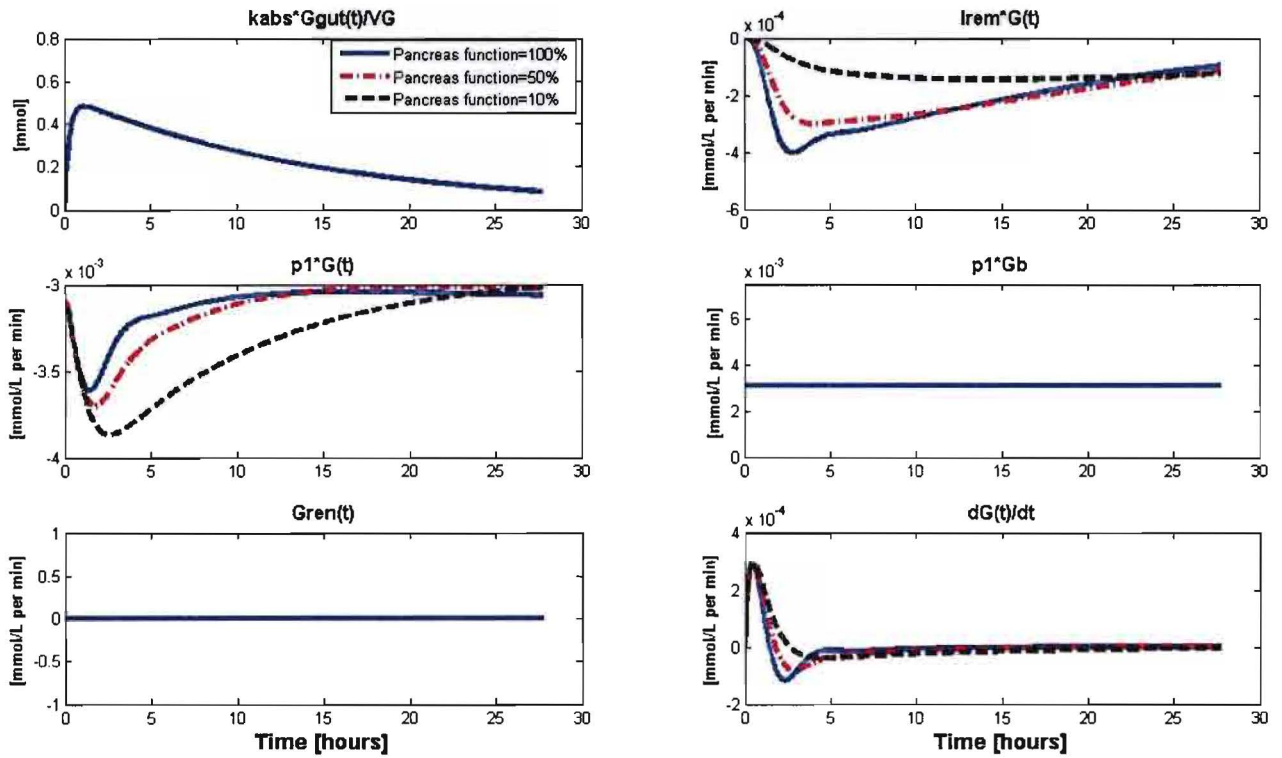 kabs*Ggut(t)/VG
0.8
0.6
0.4
0.2
0
[mmol]
Pancreas function=100%
Pancreas function=50%
Pancreas function=10%
0 5 10 15 20 25 30
Irem*G(t)
x 10-4
0
-2
-4
-6
[mmol/L per min]
0 5 10 15 20 25 30
p1*G(t)
x 10-3
-3
-3.5
-4
[mmol/L per min]
0 5 10 15 20 25 30
p1*Gb
x 10-3
6
4
2
0
[mmol/L per min]
0 5 10 15 20 25 30
Gren(t)
1
0.5
0
-0.5
-1
[mmol/L per min]
0 5 10 15 20 25 30
Time [hours]
dG(t)/dt
x 10-4
4
2
0
-2
[mmol/L per min]
0 5 10 15 20 25 30
Time [hours]